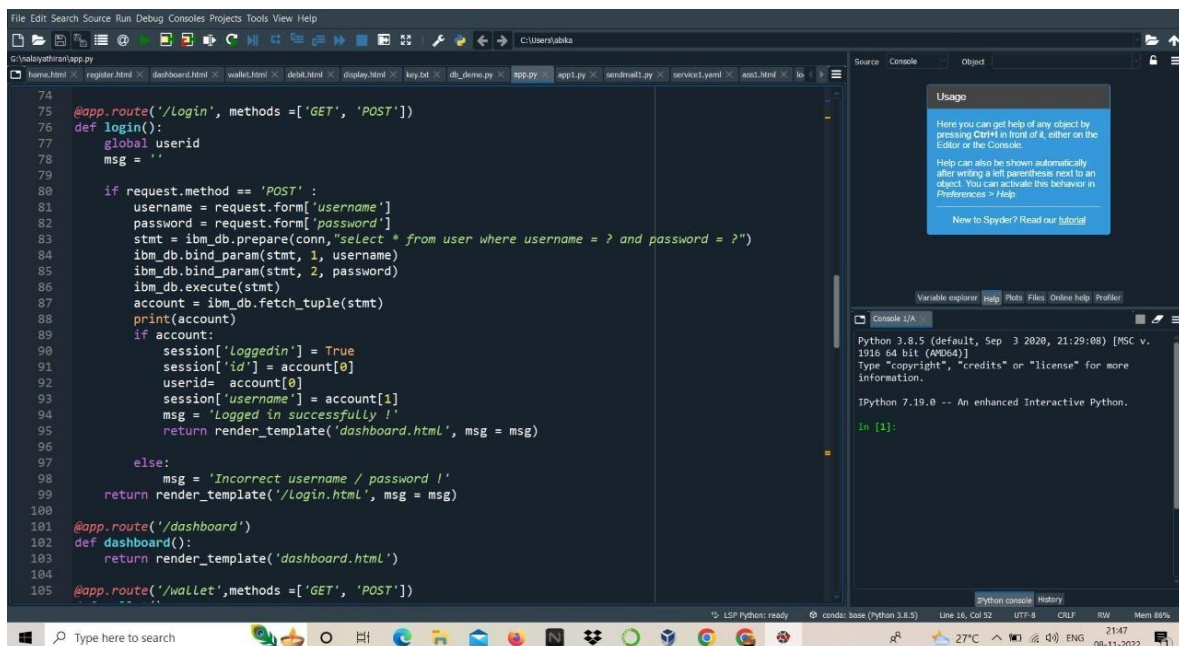 File Edit Search Source Run Debug Consoles Projects Tools View Help
C:\Users\abika
G:\nalaiyathiran\app.py
home.html register.html dashboard.html wallet.html debit.html display.html key.txt db_demo.py app.py app1.py sendmail1.py service1.yaml ass1.html lo
74
75 @app.route('/login', methods =['GET', 'POST'])
76 def login():
77 global userid
78 msg = ''
79
80 if request.method == 'POST' :
81 username = request.form['username']
82 password = request.form['password']
83 stmt = ibm_db.prepare(conn,"select * from user where username = ? and password = ?")
84 ibm_db.bind_param(stmt, 1, username)
85 ibm_db.bind_param(stmt, 2, password)
86 ibm_db.execute(stmt)
87 account = ibm_db.fetch_tuple(stmt)
88 print(account)
89 if account:
90 session['loggedin'] = True
91 session['id'] = account[0]
92 userid= account[0]
93 session['username'] = account[1]
94 msg = 'Logged in successfully !'
95 return render_template('dashboard.html', msg = msg)
96
97 else:
98 msg = 'Incorrect username / password !'
99 return render_template('/login.html', msg = msg)
100
101 @app.route('/dashboard')
102 def dashboard():
103 return render_template('dashboard.html')
104
105 @app.route('/wallet',methods =['GET', 'POST'])
Source Console Object
Usage
Here you can get help of any object by
pressing Ctrl+I in front of it, either on the
Editor or the Console.
Help can also be shown automatically
after writing a left parenthesis next to an
object. You can activate this behavior in
Preferences > Help.
New to Spyder? Read our tutorial
Variable explorer Help Plots Files Online help Profiler
Console 1/A
Python 3.8.5 (default, Sep 3 2020, 21:29:08) [MSC v.
1916 64 bit (AMD64)]
Type "copyright", "credits" or "license" for more
information.
IPython 7.19.0 -- An enhanced Interactive Python.
In [1]:
IPython console History
LSP Python: ready conda: base (Python 3.8.5) Line 16, Col 52 UTF-8 CRLF RW Mem 86%
Type here to search
27°C ENG
21:47
08-11-2022